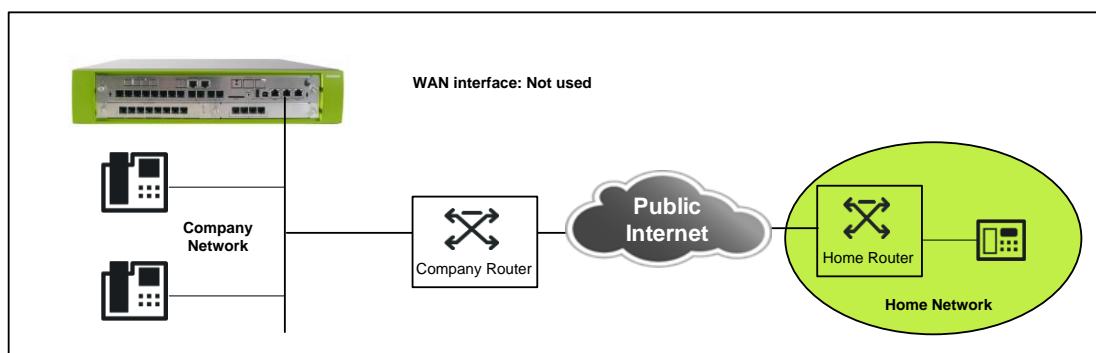 WAN interface: Not used
Company
Network
Company Router
Public
Internet
Home Router
Home Network